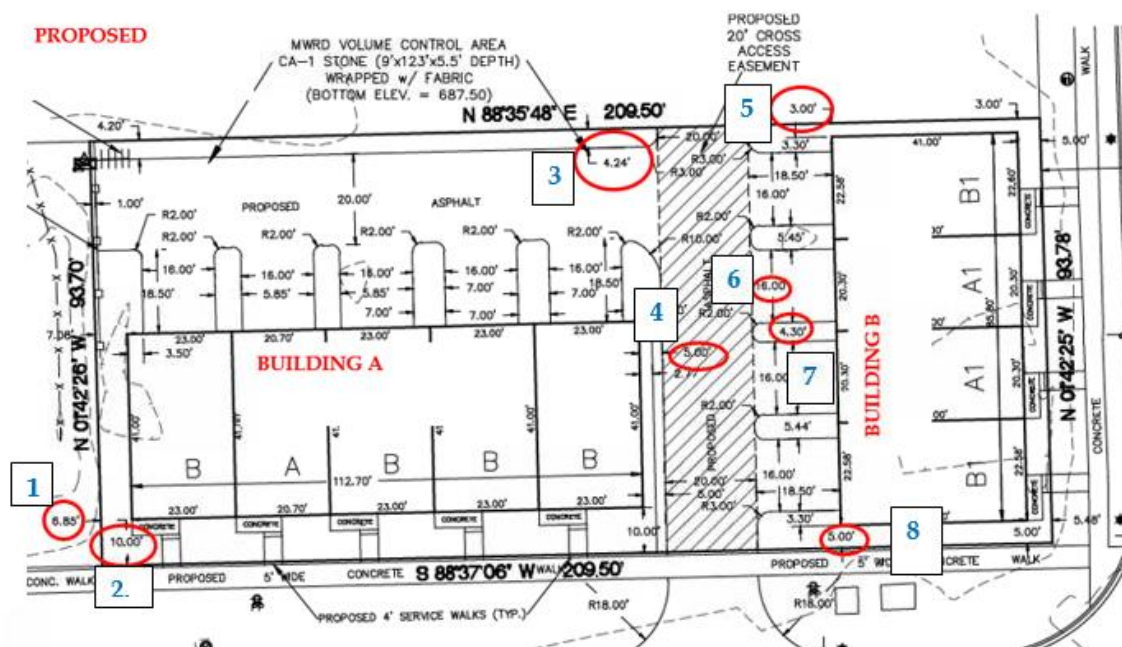 PROPOSED
MWRD VOLUME CONTROL AREA
CA-1 STONE (9'x123'x5.5' DEPTH)
WRAPPED w/ FABRIC
(BOTTOM ELEV. = 687.50)
PROPOSED
20' CROSS
ACCESS
EASEMENT
WALK
N 88°35'48" E 209.50'
5
3.00'
3.00'
4.20'
20.00'
3.30'
41.00'
5.00'
3
4.24'
R3.00'
R3.00'
18.50'
16.00'
22.58'
22.60'
B1
CONCRETE
1.00'
PROPOSED
20.00'
ASPHALT
R2.00'
R2.00'
R2.00'
R2.00'
R2.00'
R10.00'
R2.00'
5.45'
16.00'
16.00'
16.00'
16.00'
16.00'
18.50'
5.85'
5.85'
7.00'
7.00'
18.50'
7.00'
7.00'
6
16.00'
ASPHALT
20.30'
A1
20.30'
CONCRETE
N 01°42'26" W 93.70'
N 01°42'25" W 93.78'
7.08'
4
R2.00'
4.30'
23.00'
20.70'
23.00'
23.00'
23.00'
3.50'
BUILDING A
5.00'
7
BUILDING B
20.30'
A1
20.30'
CONCRETE
41.00'
41.00'
41.00'
R2.00'
5.44'
CONCRETE
B
A
B
B
B
112.70'
PROPOSED
16.00'
18.50'
22.58'
B1
22.58'
CONCRETE
1
6.85'
23.00'
20.70'
23.00'
23.00'
23.00'
20.00'
5.00'
R3.00'
3.30'
CONCRETE
CONCRETE
CONCRETE
CONCRETE
CONCRETE
10.00'
10.00'
5.00'
8
5.00'
5.48'
2.
CONC. WALK
PROPOSED
5' WIDE
CONCRETE
S 88°37'06" W
WALK
209.50'
PROPOSED
WALK
PROPOSED 4' SERVICE WALKS (TYP.)
R18.00'
R18.00'